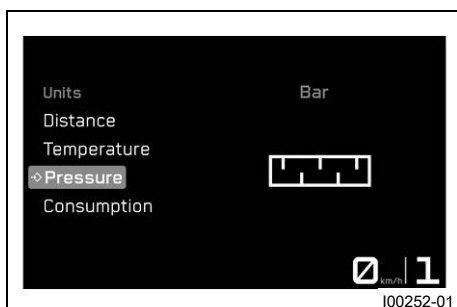 Units
Bar
Distance
Temperature
Pressure
Consumption
0 km/h 1
I00252-01